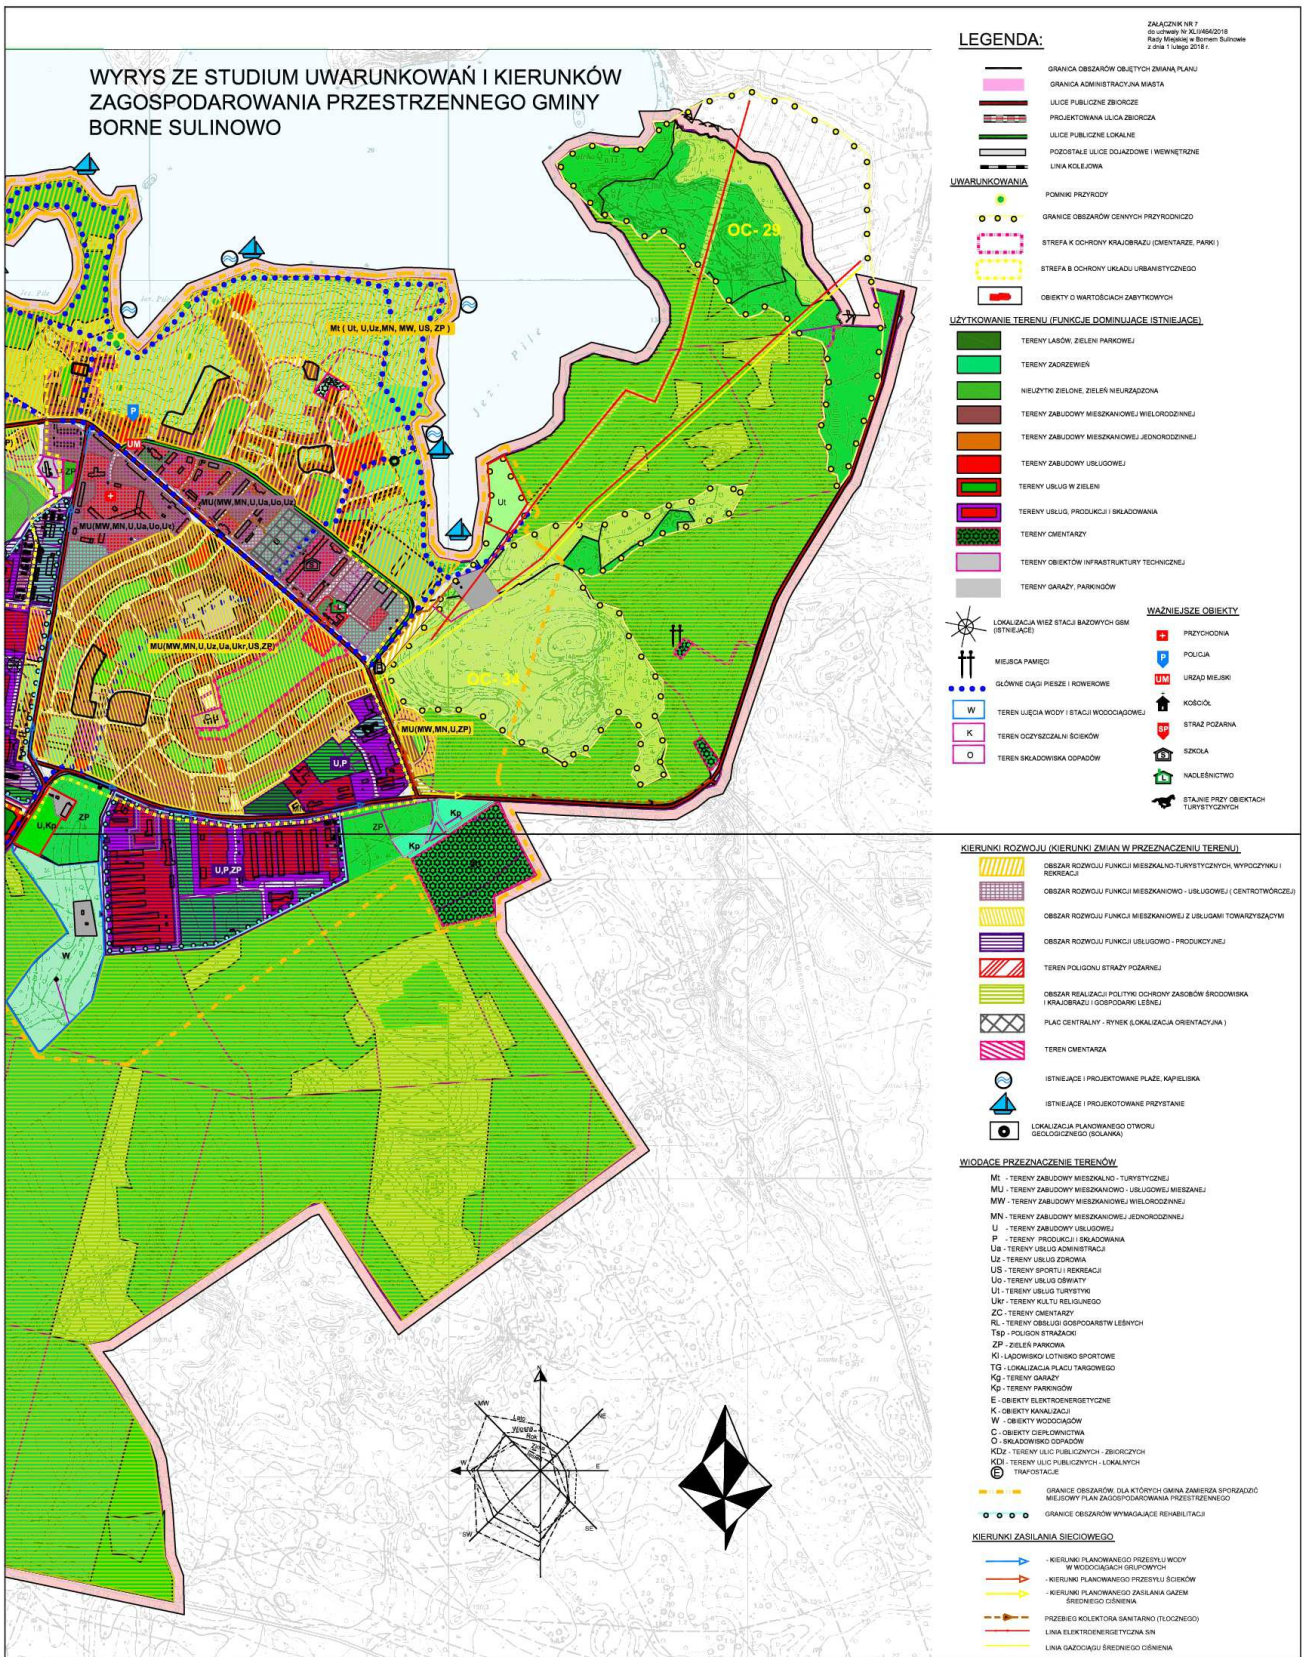 WYRYS ZE STUDIUM UWARUNKOWAŃ I KIERUNKÓW
ZAGOSPODAROWANIA PRZESTRZENNEGO GMINY
BORNE SULINOWO
OC- 29
Mt ( Ut, U,Uz,MN, MW, US, ZP )
jez. Pile
jez. Pile
P
UM
ZP
Ut
MU(MW,MN,U,Ua,Uo,Uz
MU(MW,MN,U,Ua,Uo,Uz)
MU(MW,MN,U,Uz,Ua,Ukr,US,ZP)
OC- 34
MU(MW,MN,U,ZP)
U,P
Kp
ZP
ZP
U,Kp
Kp
U,P,ZP
W
N
MW
NE
Lato
Wiosna
Rok
W
E
SW
SE
ZAŁĄCZNIK NR 7
do uchwały Nr XLII/464/2018
Rady Miejskiej w Bornem Sulinowie
z dnia 1 lutego 2018 r.
LEGENDA:
GRANICA OBSZARÓW OBJĘTYCH ZMIANĄ PLANU
GRANICA ADMINISTRACYJNA MIASTA
ULICE PUBLICZNE ZBIORCZE
PROJEKTOWANA ULICA ZBIORCZA
ULICE PUBLICZNE LOKALNE
POZOSTAŁE ULICE DOJAZDOWE I WEWNĘTRZNE
LINIA KOLEJOWA
UWARUNKOWANIA
POMNIKI PRZYRODY
GRANICE OBSZARÓW CENNYCH PRZYRODNICZO
STREFA K OCHRONY KRAJOBRAZU (CMENTARZE, PARKI )
STREFA B OCHRONY UKŁADU URBANISTYCZNEGO
OBIEKTY O WARTOŚCIACH ZABYTKOWYCH
UŻYTKOWANIE TERENU (FUNKCJE DOMINUJĄCE ISTNIEJĄCE)
TERENY LASÓW, ZIELENI PARKOWEJ
TERENY ZADRZEWIEŃ
NIEUŻYTKI ZIELONE, ZIELEŃ NIEURZĄDZONA
TERENY ZABUDOWY MIESZKANIOWEJ WIELORODZINNEJ
TERENY ZABUDOWY MIESZKANIOWEJ JEDNORODZINNEJ
TERENY ZABUDOWY USŁUGOWEJ
TERENY USŁUG W ZIELENI
TERENY USŁUG, PRODUKCJI I SKŁADOWANIA
TERENY CMENTARZY
TERENY OBIEKTÓW INFRASTRUKTURY TECHNICZNEJ
TERENY GARAŻY, PARKINGÓW
LOKALIZACJA WIEŻ STACJI BAZOWYCH GSM
(ISTNIEJĄCE)
MIEJSCA PAMIĘCI
GŁÓWNE CIĄGI PIESZE I ROWEROWE
W TEREN UJĘCIA WODY I STACJI WODOCIĄGOWEJ
K TEREN OCZYSZCZALNI ŚCIEKÓW
O TEREN SKŁADOWISKA ODPADÓW
WAŻNIEJSZE OBIEKTY
PRZYCHODNIA
P POLICJA
UM URZĄD MIEJSKI
KOŚCIÓŁ
SP STRAŻ POŻARNA
S SZKOŁA
L NADLEŚNICTWO
STAJNIE PRZY OBIEKTACH
TURYSTYCZNYCH
KIERUNKI ROZWOJU (KIERUNKI ZMIAN W PRZEZNACZENIU TERENU)
OBSZAR ROZWOJU FUNKCJI MIESZKALNO-TURYSTYCZNYCH, WYPOCZYNKU I
REKREACJI
OBSZAR ROZWOJU FUNKCJI MIESZKANIOWO - USŁUGOWEJ ( CENTROTWÓRCZEJ)
OBSZAR ROZWOJU FUNKCJI MIESZKANIOWEJ Z USŁUGAMI TOWARZYSZĄCYMI
OBSZAR ROZWOJU FUNKCJI USŁUGOWO - PRODUKCYJNEJ
TEREN POLIGONU STRAŻY POŻARNEJ
OBSZAR REALIZACJI POLITYKI OCHRONY ZASOBÓW ŚRODOWISKA
I KRAJOBRAZU I GOSPODARKI LEŚNEJ
PLAC CENTRALNY - RYNEK (LOKALIZACJA ORIENTACYJNA )
TEREN CMENTARZA
ISTNIEJĄCE I PROJEKTOWANE PLAŻE, KĄPIELISKA
ISTNIEJĄCE I PROJEKOTOWANE PRZYSTANIE
LOKALIZACJA PLANOWANEGO OTWORU
GEOLOGICZNEGO (SOLANKA)
WIODĄCE PRZEZNACZENIE TERENÓW
Mt - TERENY ZABUDOWY MIESZKALNO - TURYSTYCZNEJ
MU - TERENY ZABUDOWY MIESZKANIOWO - USŁUGOWEJ MIESZANEJ
MW - TERENY ZABUDOWY MIESZKANIOWEJ WIELORODZINNEJ
MN - TERENY ZABUDOWY MIESZKANIOWEJ JEDNORODZINNEJ
U - TERENY ZABUDOWY USŁUGOWEJ
P - TERENY PRODUKCJI I SKŁADOWANIA
Ua - TERENY USŁUG ADMINISTRACJI
Uz - TERENY USŁUG ZDROWIA
US - TERENY SPORTU I REKREACJI
Uo - TERENY USŁUG OŚWIATY
Ut - TERENY USŁUG TURYSTYKI
Ukr - TERENY KULTU RELIGIJNEGO
ZC - TERENY CMENTARZY
RL - TERENY OBSŁUGI GOSPODARSTW LEŚNYCH
Tsp - POLIGON STRAŻACKI
ZP - ZIELEŃ PARKOWA
Kl - LĄDOWISKO/ LOTNISKO SPORTOWE
TG - LOKALIZACJA PLACU TARGOWEGO
Kg - TERENY GARAŻY
Kp - TERENY PARKINGÓW
E - OBIEKTY ELEKTROENERGETYCZNE
K - OBIEKTY KANALIZACJI
W - OBIEKTY WODOCIĄGÓW
C - OBIEKTY CIEPŁOWNICTWA
O - SKŁADOWISKO ODPADÓW
KDz - TERENY ULIC PUBLICZNYCH - ZBIORCZYCH
KDl - TERENY ULIC PUBLICZNYCH - LOKALNYCH
E TRAFOSTACJE
GRANICE OBSZARÓW, DLA KTÓRYCH GMINA ZAMIERZA SPORZĄDZIĆ
MIEJSCOWY PLAN ZAGOSPODAROWANIA PRZESTRZENNEGO
GRANICE OBSZARÓW WYMAGAJĄCE REHABILITACJI
KIERUNKI ZASILANIA SIECIOWEGO
- KIERUNKI PLANOWANEGO PRZESYŁU WODY
W WODOCIĄGACH GRUPOWYCH
- KIERUNKI PLANOWANEGO PRZESYŁU ŚCIEKÓW
- KIERUNKI PLANOWANEGO ZASILANIA GAZEM
ŚREDNIEGO CIŚNIENIA
PRZEBIEG KOLEKTORA SANITARNO (TŁOCZNEGO)
LINIA ELEKTROENERGETYCZNA SN
LINIA GAZOCIĄGU ŚREDNIEGO CIŚNIENIA